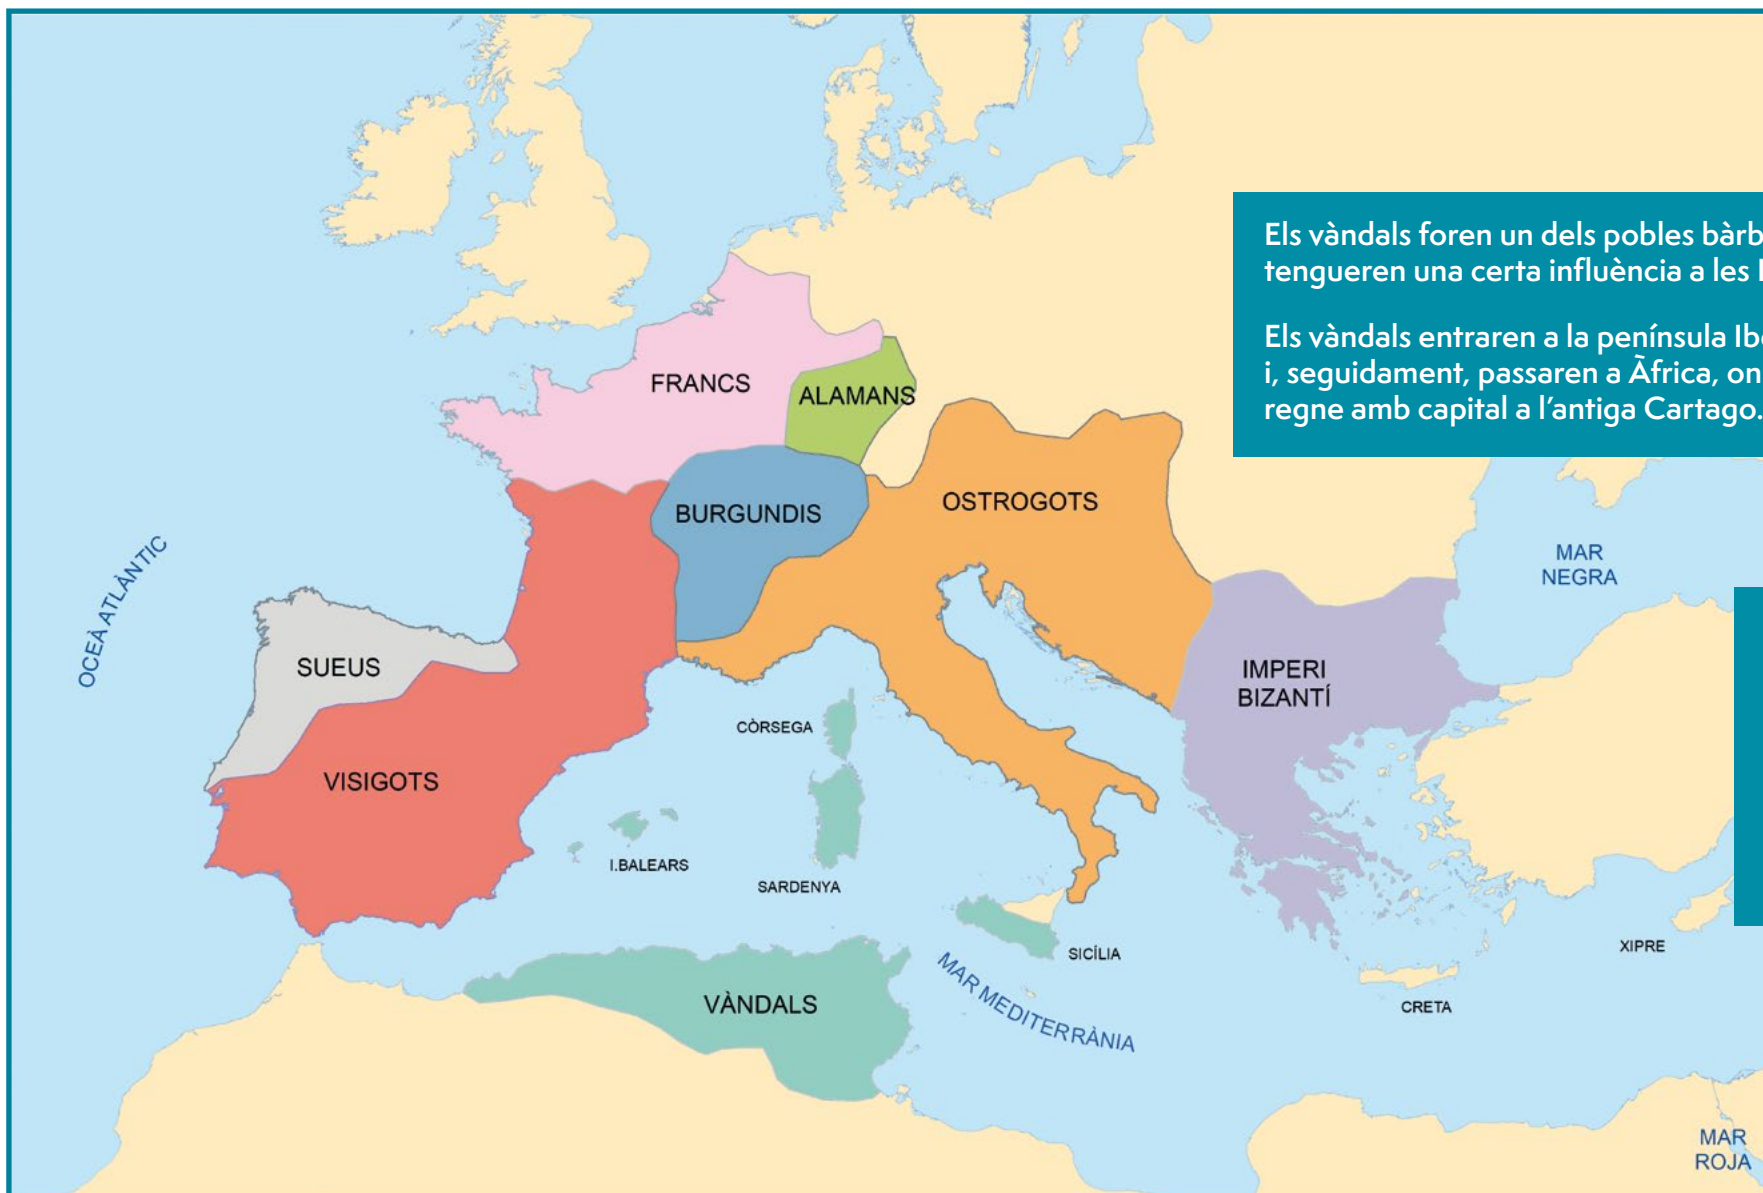 Els vàndals foren un dels pobles
tengueren una certa influència a les
Els vàndals entraren a la península
i, seguidament, passaren a Àfrica, on
regne amb capital a l'antiga Cartago.
FRANCS
ALAMANS
BURGUNDIS
OSTROGOTS
MAR
NEGRA
OCEÀ ATLÀNTIC
SUEUS
IMPERI
BIZANTÍ
CÒRSEGA
VISIGOTS
I.BALEARS
SARDENYA
SICÍLIA
XIPRE
MAR MEDITERRÀNIA
VÀNDALS
CRETA
MAR
ROJA